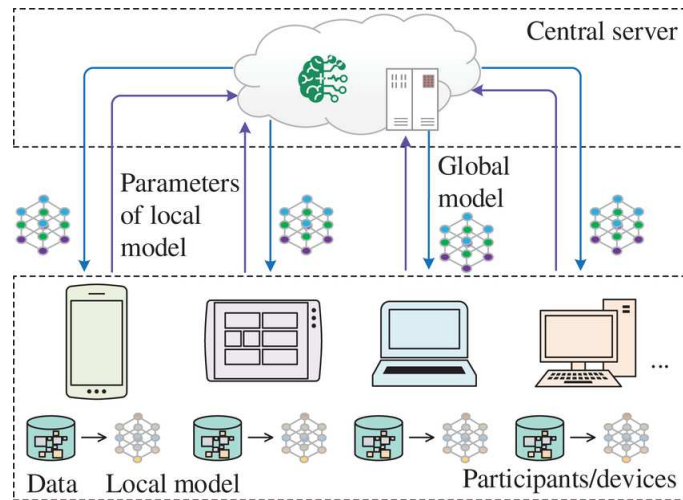 Central server
Parameters
of local
model
Global
model
...
Data
Local model
Participants/devices